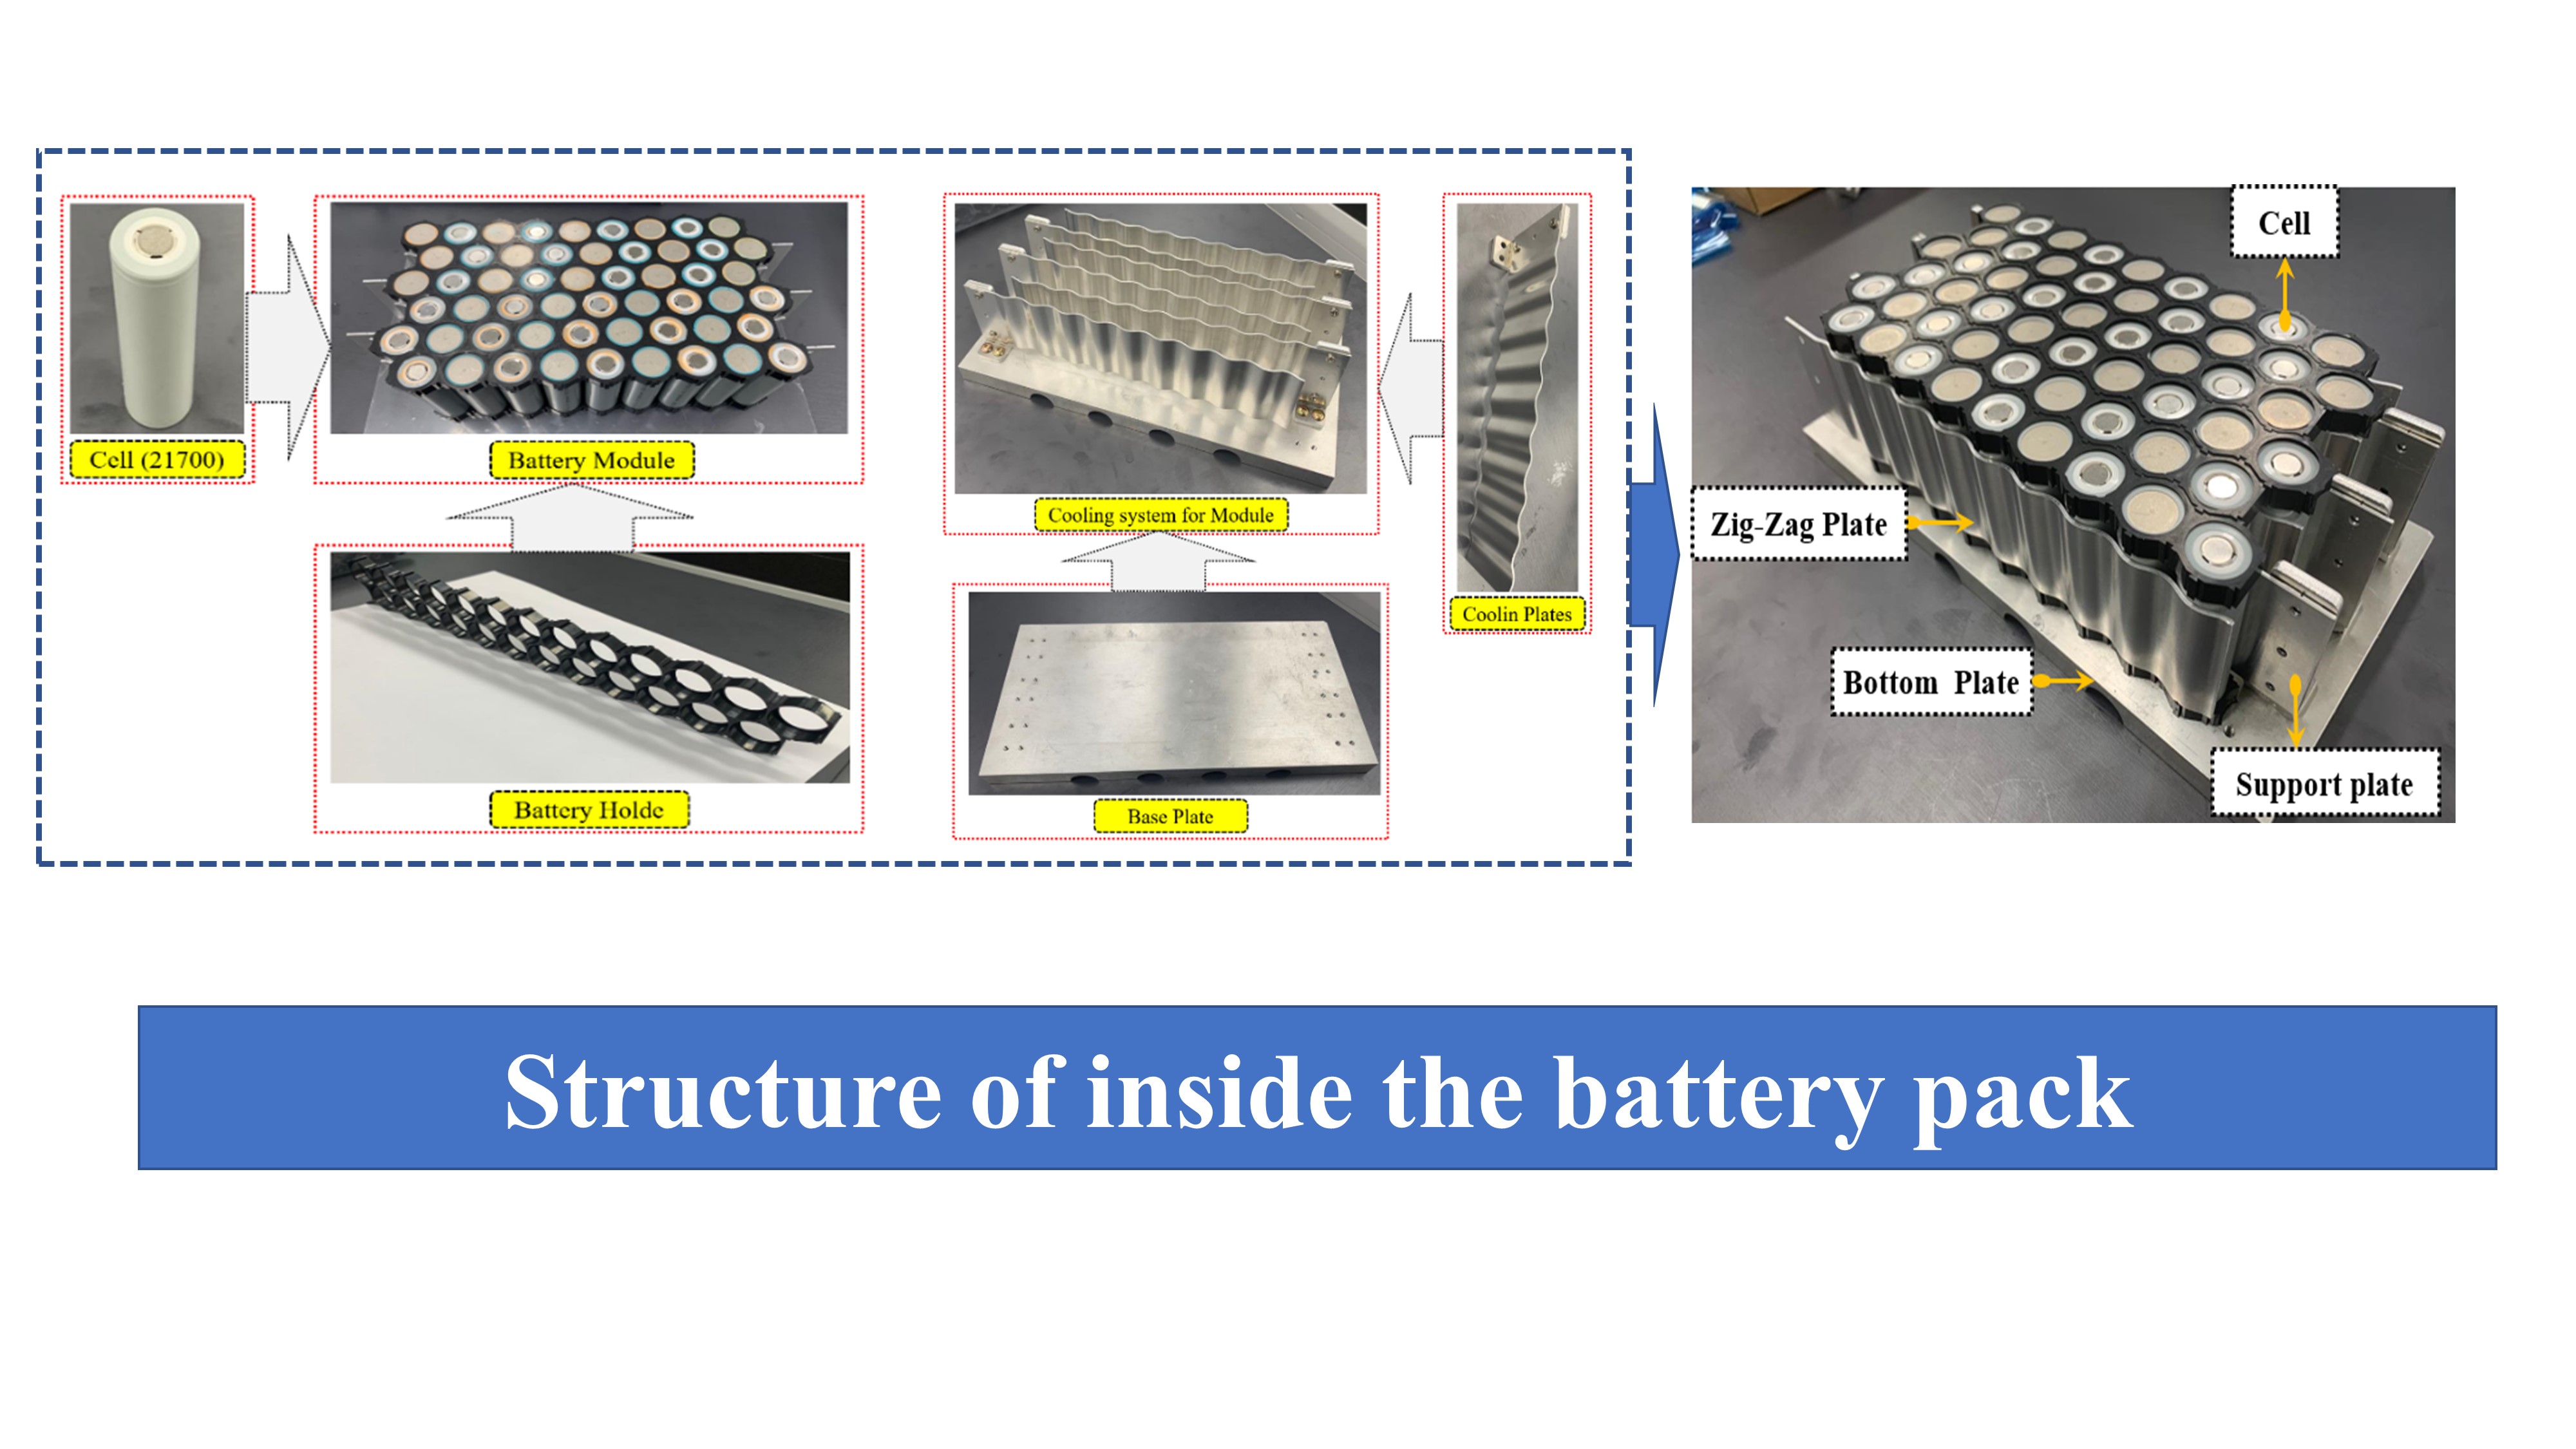 Cell (21700)
Battery Module
Battery Holde
Cooling system for Module
Coolin Plates
Base Plate
Cell
Zig-Zag Plate
Bottom Plate
Support plate
Structure of inside the battery pack